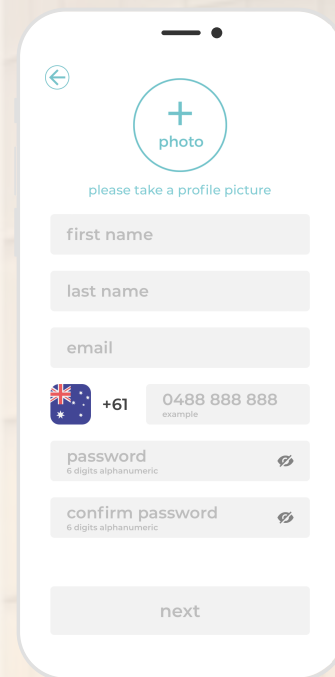 photo
please take a profile picture
first name
last name
email
+61
0488 888 888
example
password
6 digits alphanumeric
confirm password
6 digits alphanumeric
next